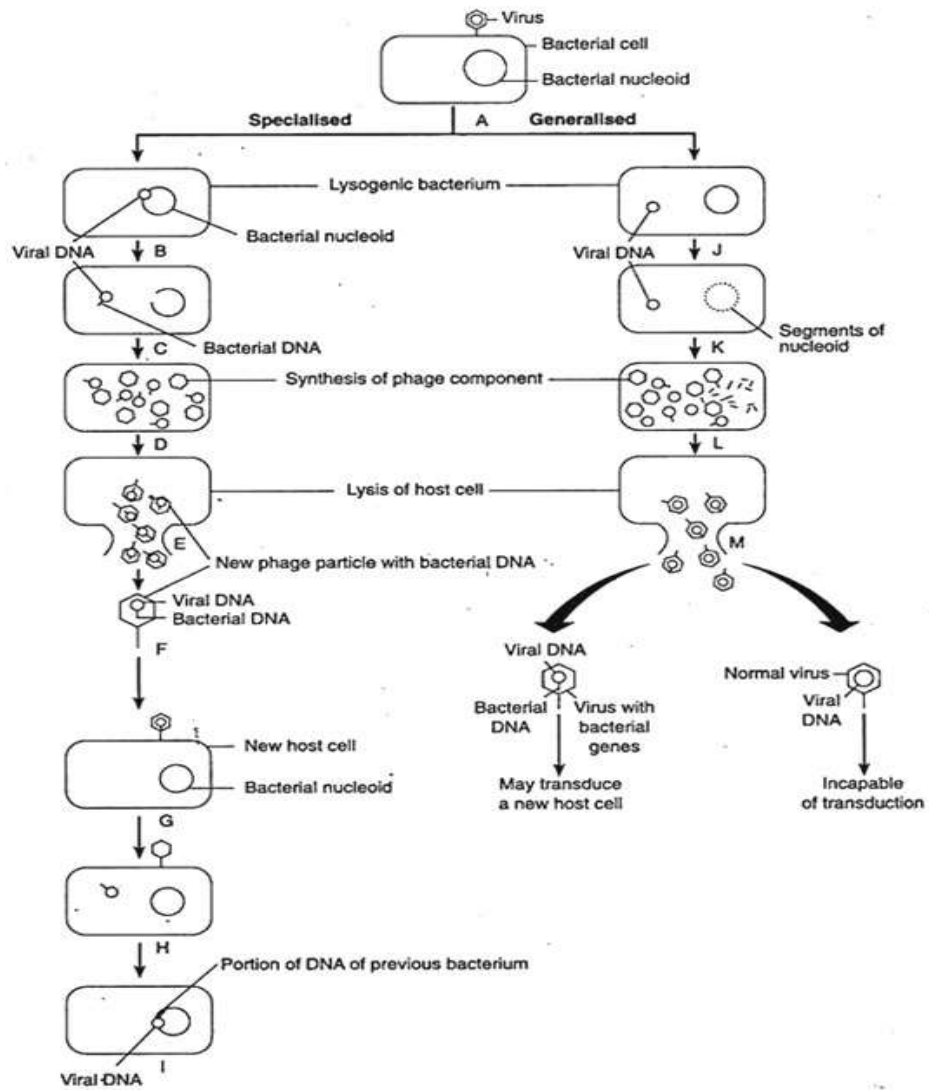 Virus
Bacterial cell
Bacterial nucleoid
A
Specialised
Generalised
Lysogenic bacterium
Bacterial nucleoid
Viral DNA
B
Viral DNA
J
Bacterial DNA
C
Segments of
nucleoid
K
Synthesis of phage component
D
L
Lysis of host cell
E
M
New phage particle with bacterial DNA
Viral DNA
Bacterial DNA
F
Viral DNA
Bacterial
DNA
Virus with
bacterial
genes
May transduce
a new host cell
Normal virus
Viral
DNA
Incapable
of transduction
New host cell
Bacterial nucleoid
G
H
Portion of DNA of previous bacterium
I
Viral DNA